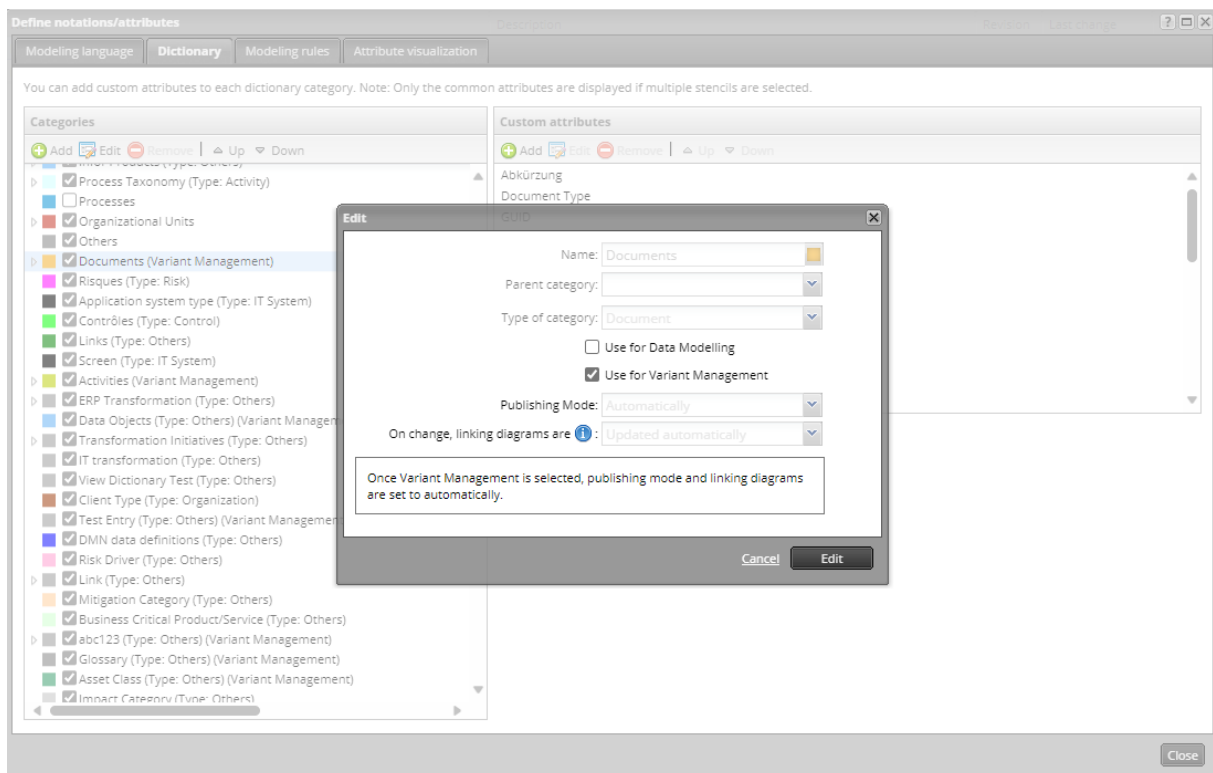 Define notations/attributes
Description
Revision Last change
Modeling language Dictionary Modeling rules Attribute visualization
You can add custom attributes to each dictionary category. Note: Only the common attributes are displayed if multiple stencils are selected.
Categories
Add Edit Remove Up Down
Process Taxonomy (Type: Activity)
Processes
Organizational Units
Others
Documents (Variant Management)
Risques (Type: Risk)
Application system type (Type: IT System)
Contrôles (Type: Control)
Links (Type: Others)
Screen (Type: IT System)
Activities (Variant Management)
ERP Transformation (Type: Others)
Data Objects (Type: Others) (Variant Managem
Transformation Initiatives (Type: Others)
IT transformation (Type: Others)
View Dictionary Test (Type: Others)
Client Type (Type: Organization)
Test Entry (Type: Others) (Variant Management
DMN data definitions (Type: Others)
Risk Driver (Type: Others)
Link (Type: Others)
Mitigation Category (Type: Others)
Business Critical Product/Service (Type: Others)
abc123 (Type: Others) (Variant Management)
Glossary (Type: Others) (Variant Management)
Asset Class (Type: Others) (Variant Management)
Impact Category (Type: Others)
Custom attributes
Add Edit Remove Up Down
Abkürzung
Document Type
GUID
Edit
Name: Documents
Parent category:
Type of category: Document
Use for Data Modelling
Use for Variant Management
Publishing Mode: Automatically
On change, linking diagrams are : Updated automatically
Once Variant Management is selected, publishing mode and linking diagrams
are set to automatically.
Cancel Edit
Close